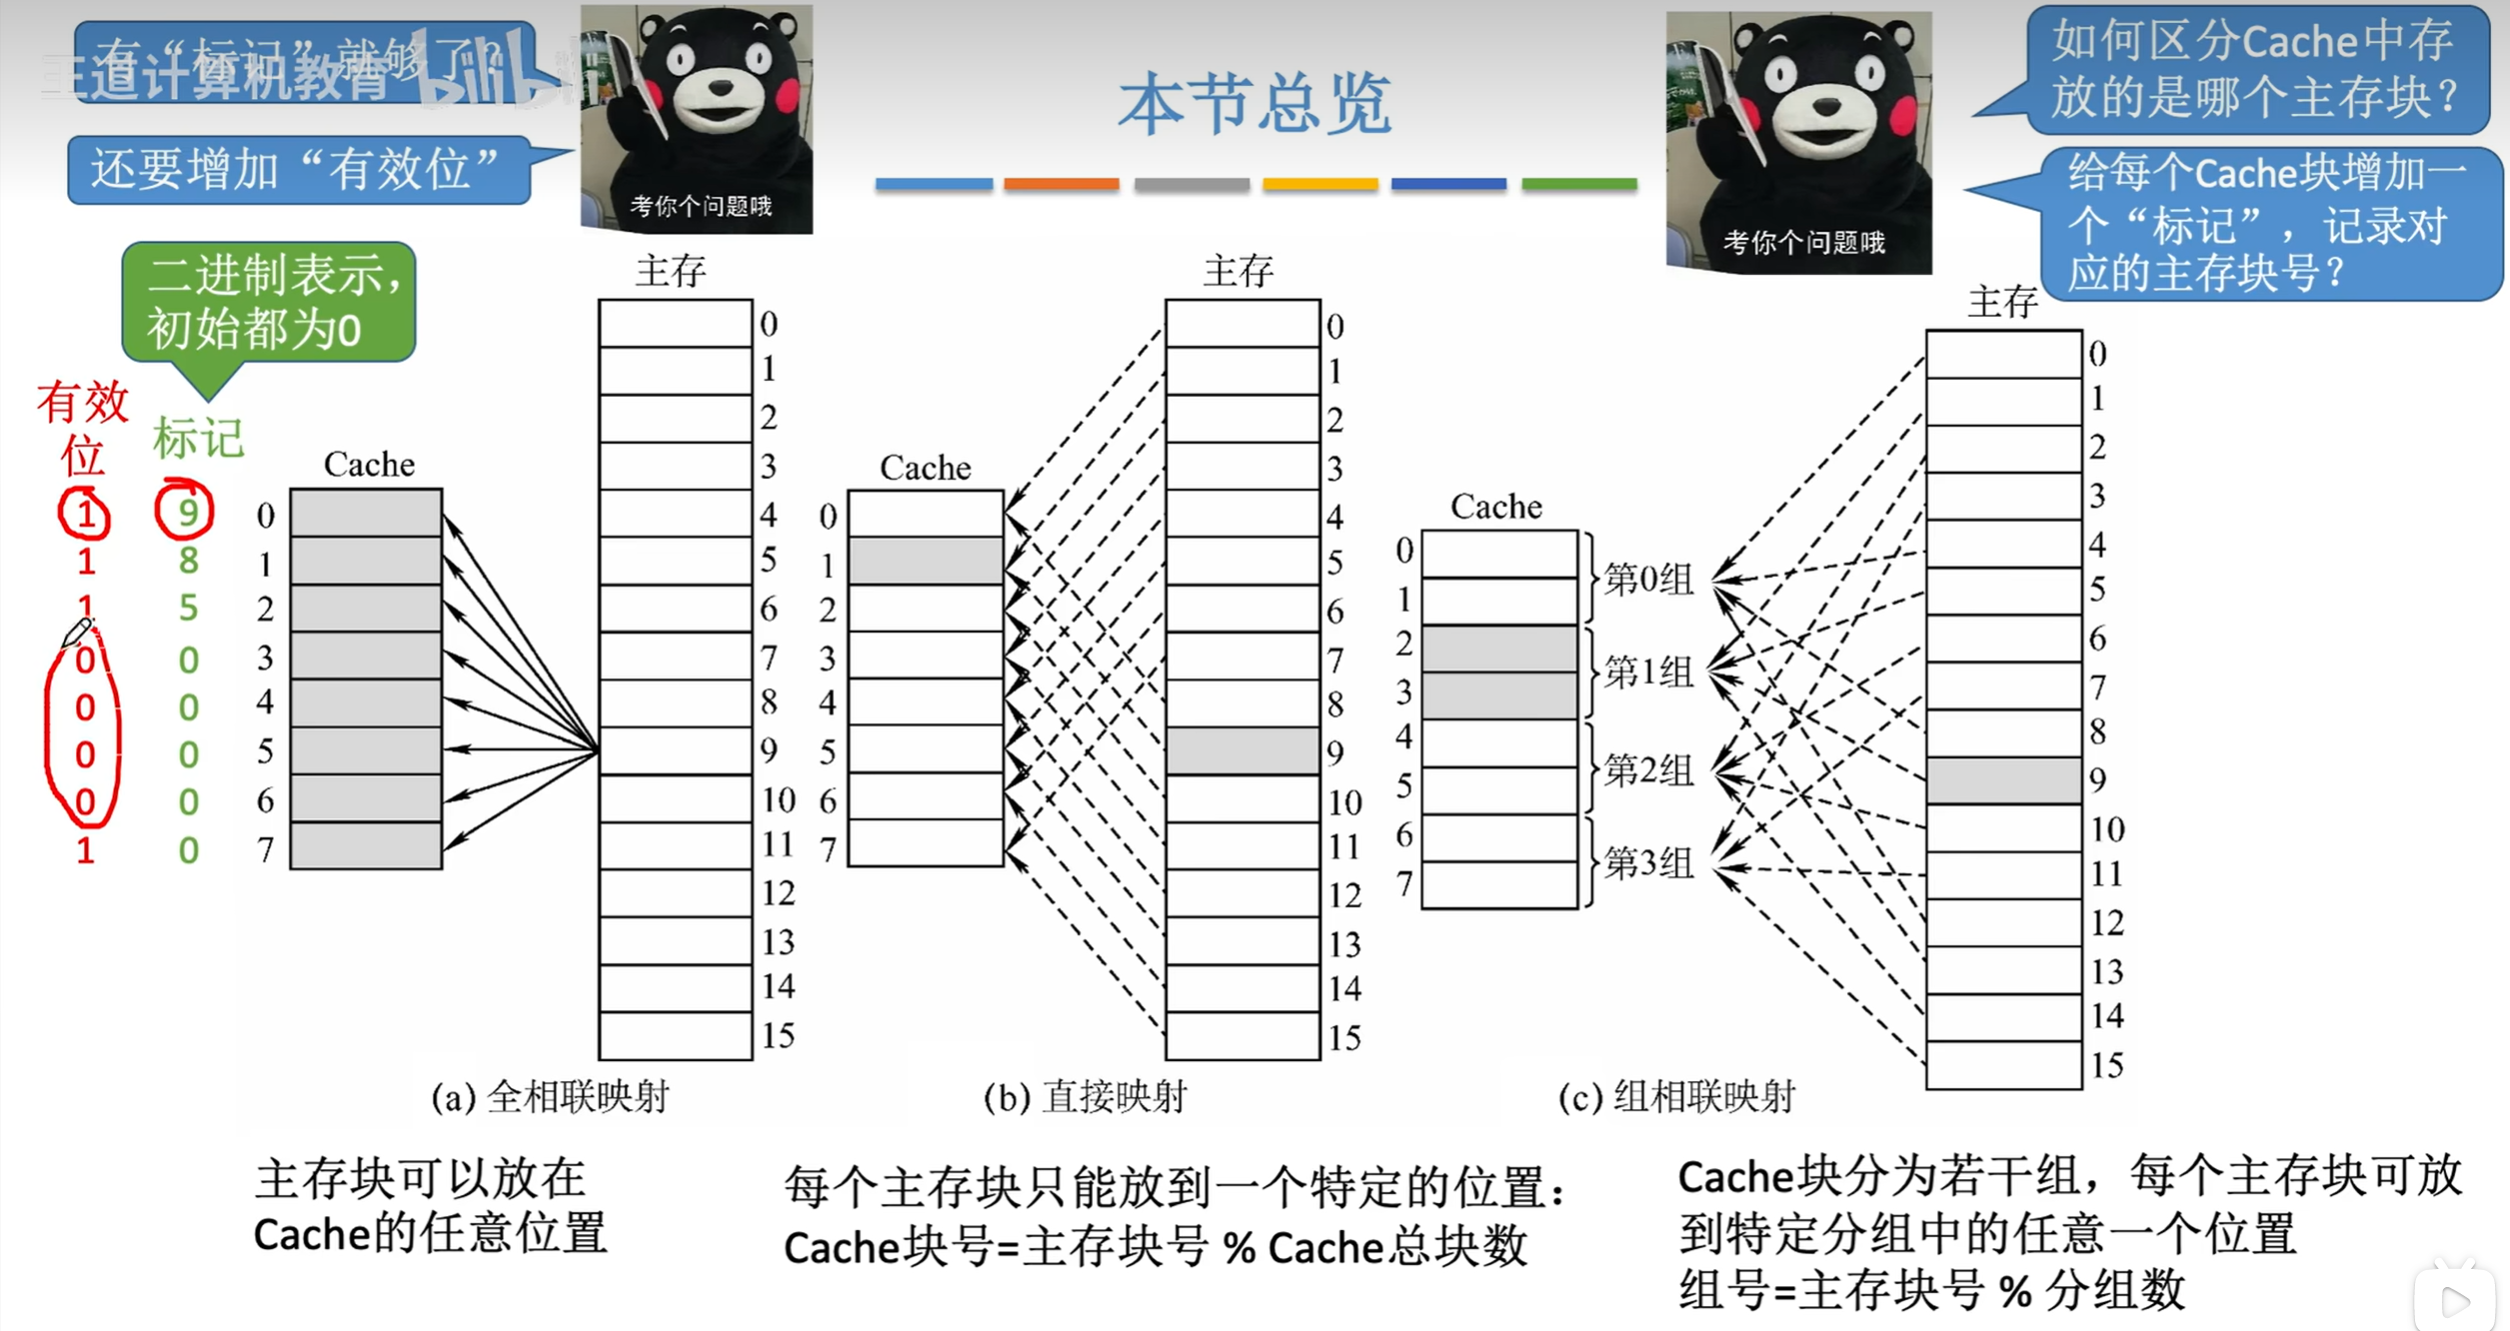 有“标记”就够了？
王道计算机教育 bilibili
还要增加“有效位”
考你个问题哦
本节总览
考你个问题哦
如何区分Cache中存
放的是哪个主存块？
给每个Cache块增加一
个“标记”，记录对
应的主存块号？
二进制表示，
初始都为0
有效
位
标记
1 9
1 8
1 5
0 0
0 0
0 0
0 0
1 0
Cache
0
1
2
3
4
5
6
7
主存
0
1
2
3
4
5
6
7
8
9
10
11
12
13
14
15
(a) 全相联映射
主存块可以放在
Cache的任意位置
Cache
0
1
2
3
4
5
6
7
主存
0
1
2
3
4
5
6
7
8
9
10
11
12
13
14
15
(b) 直接映射
每个主存块只能放到一个特定的位置：
Cache块号=主存块号 % Cache总块数
Cache
0
1
2
3
4
5
6
7
第0组
第1组
第2组
第3组
主存
0
1
2
3
4
5
6
7
8
9
10
11
12
13
14
15
(c) 组相联映射
Cache块分为若干组，每个主存块可放
到特定分组中的任意一个位置
组号=主存块号 % 分组数